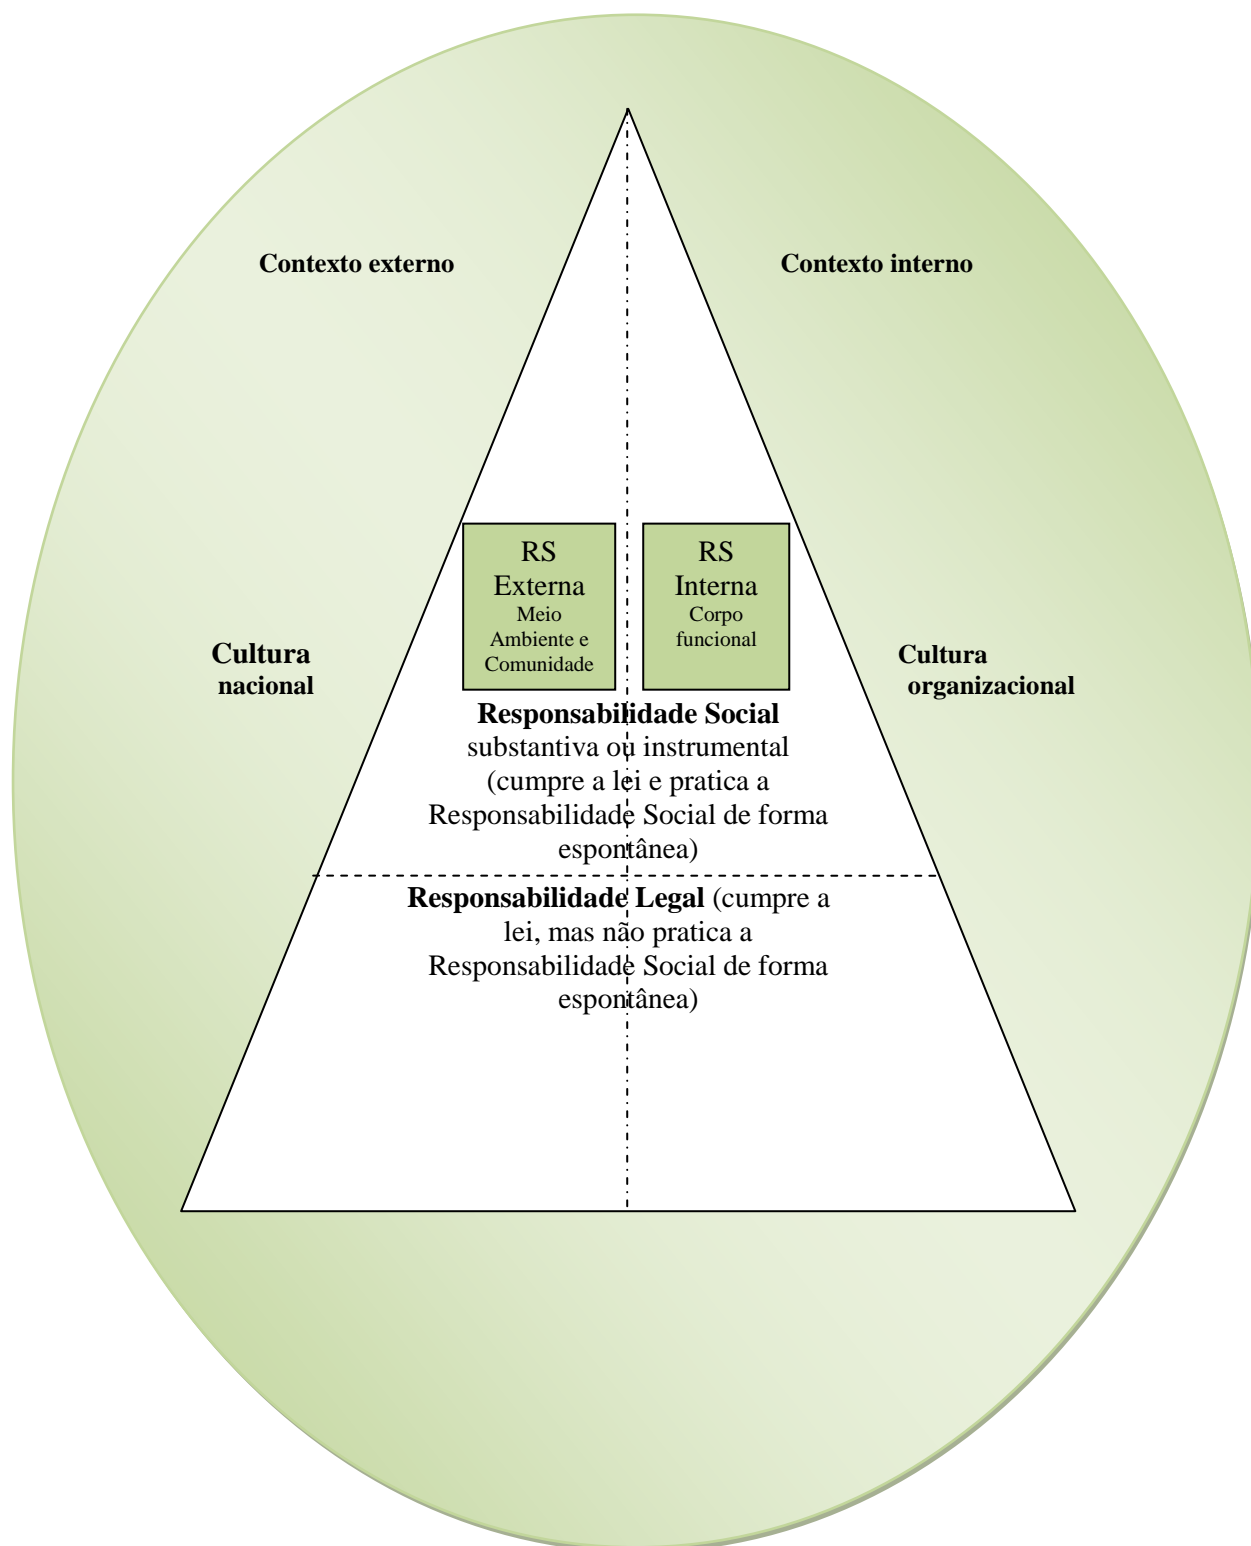 Contexto externo
Contexto interno
RS
Externa
Meio
Ambiente e
Comunidade
RS
Interna
Corpo
funcional
Cultura
nacional
Cultura
organizacional
Responsabilidade Social
substantiva ou instrumental
(cumpre a lei e pratica a
Responsabilidade Social de forma
espontânea)
Responsabilidade Legal (cumpre a
lei, mas não pratica a
Responsabilidade Social de forma
espontânea)